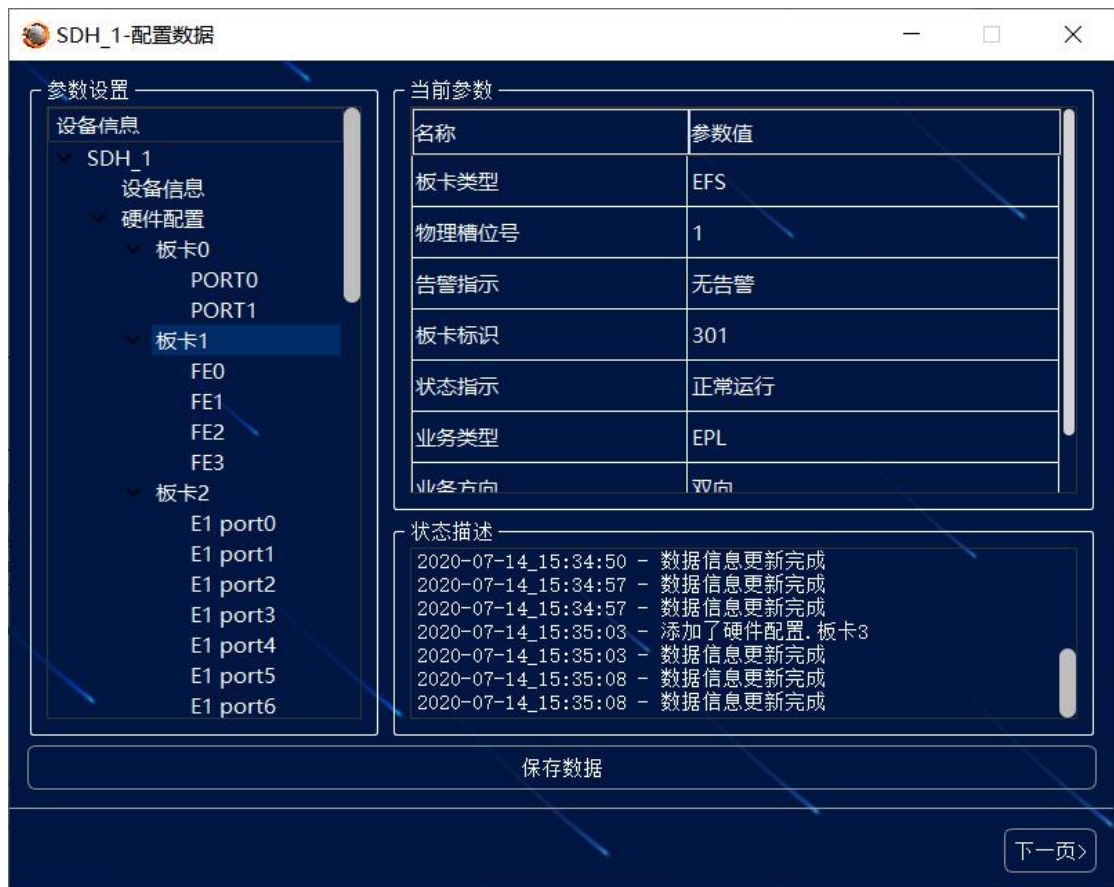 SDH_1-配置数据
参数设置
设备信息
SDH_1
设备信息
硬件配置
板卡0
PORT0
PORT1
板卡1
FE0
FE1
FE2
FE3
板卡2
E1 port0
E1 port1
E1 port2
E1 port3
E1 port4
E1 port5
E1 port6
当前参数
名称 参数值
板卡类型 EFS
物理槽位号 1
告警指示 无告警
板卡标识 301
状态指示 正常运行
业务类型 EPL
业务方向 双向
状态描述
2020-07-14_15:34:50 - 数据信息更新完成
2020-07-14_15:34:57 - 数据信息更新完成
2020-07-14_15:34:57 - 数据信息更新完成
2020-07-14_15:35:03 - 添加了硬件配置.板卡3
2020-07-14_15:35:03 - 数据信息更新完成
2020-07-14_15:35:08 - 数据信息更新完成
2020-07-14_15:35:08 - 数据信息更新完成
保存数据
下一页>